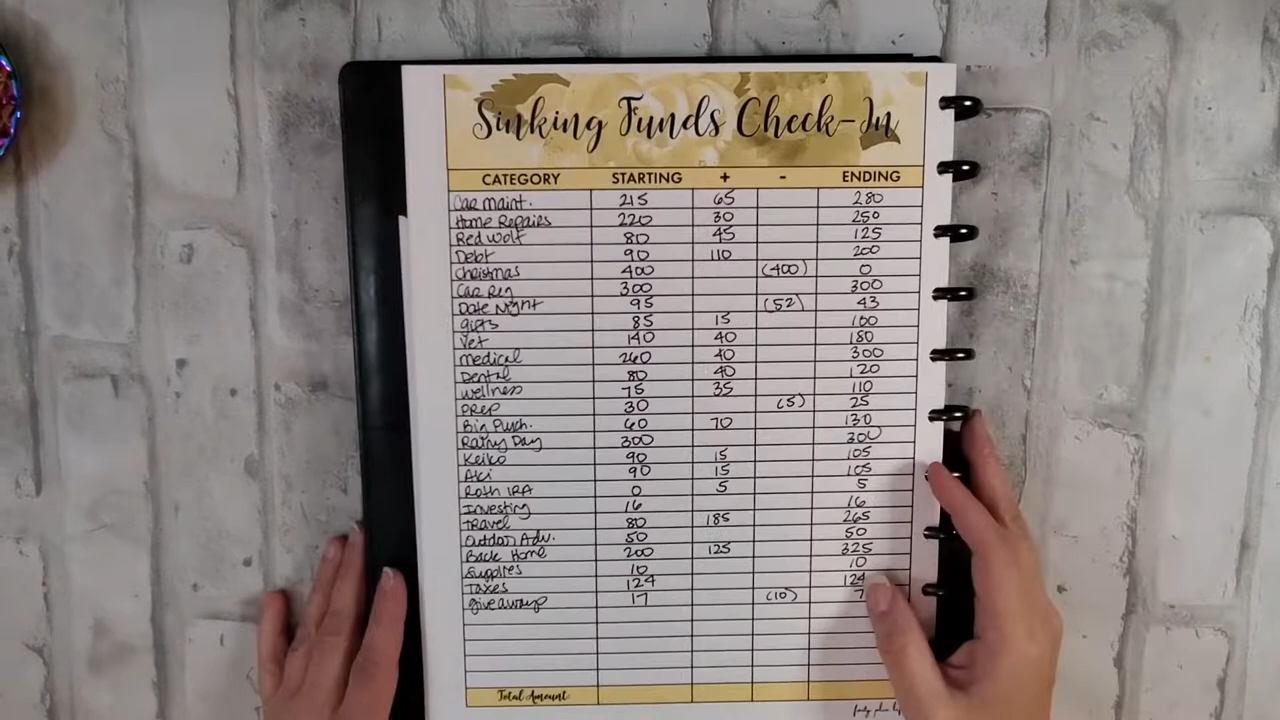 Sinking Funds Check-In
CATEGORY STARTING + - ENDING
Car Maint. 215 65 280
Home Repairs 220 30 250
Red Wolf 80 45 125
Debt 90 110 200
Christmas 400 (400) 0
Car Reg 300 300
Date Night 95 (52) 43
gifts 85 15 100
Vet 140 40 180
medical 260 40 300
Dental 80 40 120
wellness 75 35 110
PREP 30 (5) 25
Big Purch. 60 70 130
Rainy Day 300 300
Keiko 90 15 105
Aki 90 15 105
Roth IRA 0 5 5
Investing 16 16
Travel 80 185 265
Outdoor Adv. 50 50
Back Home 200 125 325
Supplies 10 10
Taxes 124 124
giveaways 17 (10) 7
Total Amount